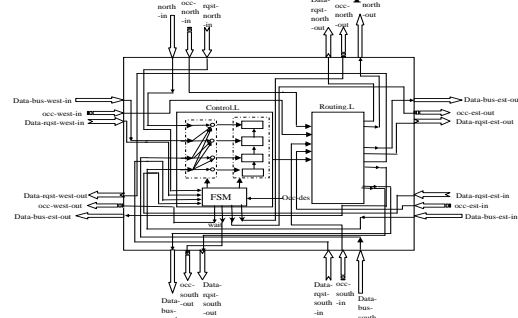 north
-in
occ-
north
-in
rqst-
north
-in
Data-
rqst-
north
-out
occ-
north
-out
north
-out
Data-bus-west-in
occ-west-in
Data-rqst-west-in
Control.L
Routing.L
Data-bus-est-ou
occ-est-out
Data-rqst-est-out
FSM
Occ-des
wait
Data-rqst-west-out
occ-west-out
Data-bus-est-out
Data-rqst-est-in
occ-est-in
Data-bus-est-in
Data-
bus-
occ-
south
-out
Data-
rqst-
south
-out
Data-
rqst-
south
-in
occ-
south
-in
Data-
bus-
south